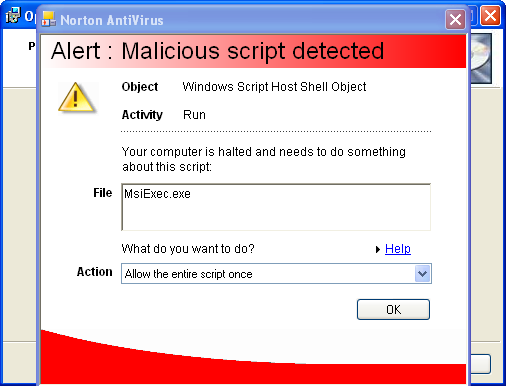 Op
Norton AntiVirus
P
Alert : Malicious script detected
Object Windows Script Host Shell Object
Activity Run
Your computer is halted and needs to do something
about this script:
File MsiExec.exe
What do you want to do? Help
Action Allow the entire script once
OK